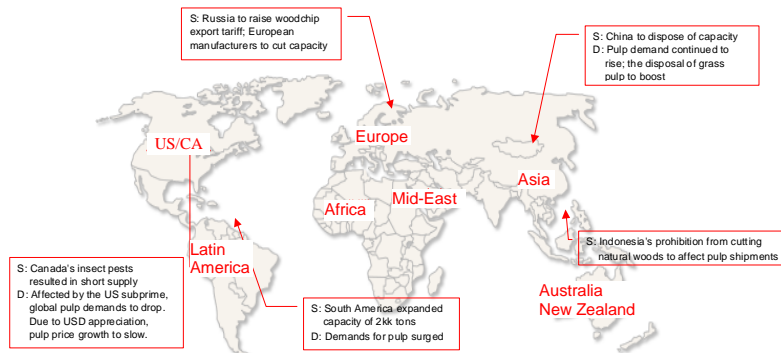 S: Russia to raise woodchip
export tariff; European
manufacturers to cut capacity
S: China to dispose of capacity
D: Pulp demand continued to
rise; the disposal of grass
pulp to boost
US/CA
Europe
Asia
Mid-East
Africa
Latin
America
S: Indonesia's prohibition from cutting
natural woods to affect pulp shipments
S: Canada's insect pests
resulted in short supply
D: Affected by the US subprime,
global pulp demands to drop.
Due to USD appreciation,
pulp price growth to slow.
S: South America expanded
capacity of 2kk tons
D: Demands for pulp surged
Australia
New Zealand